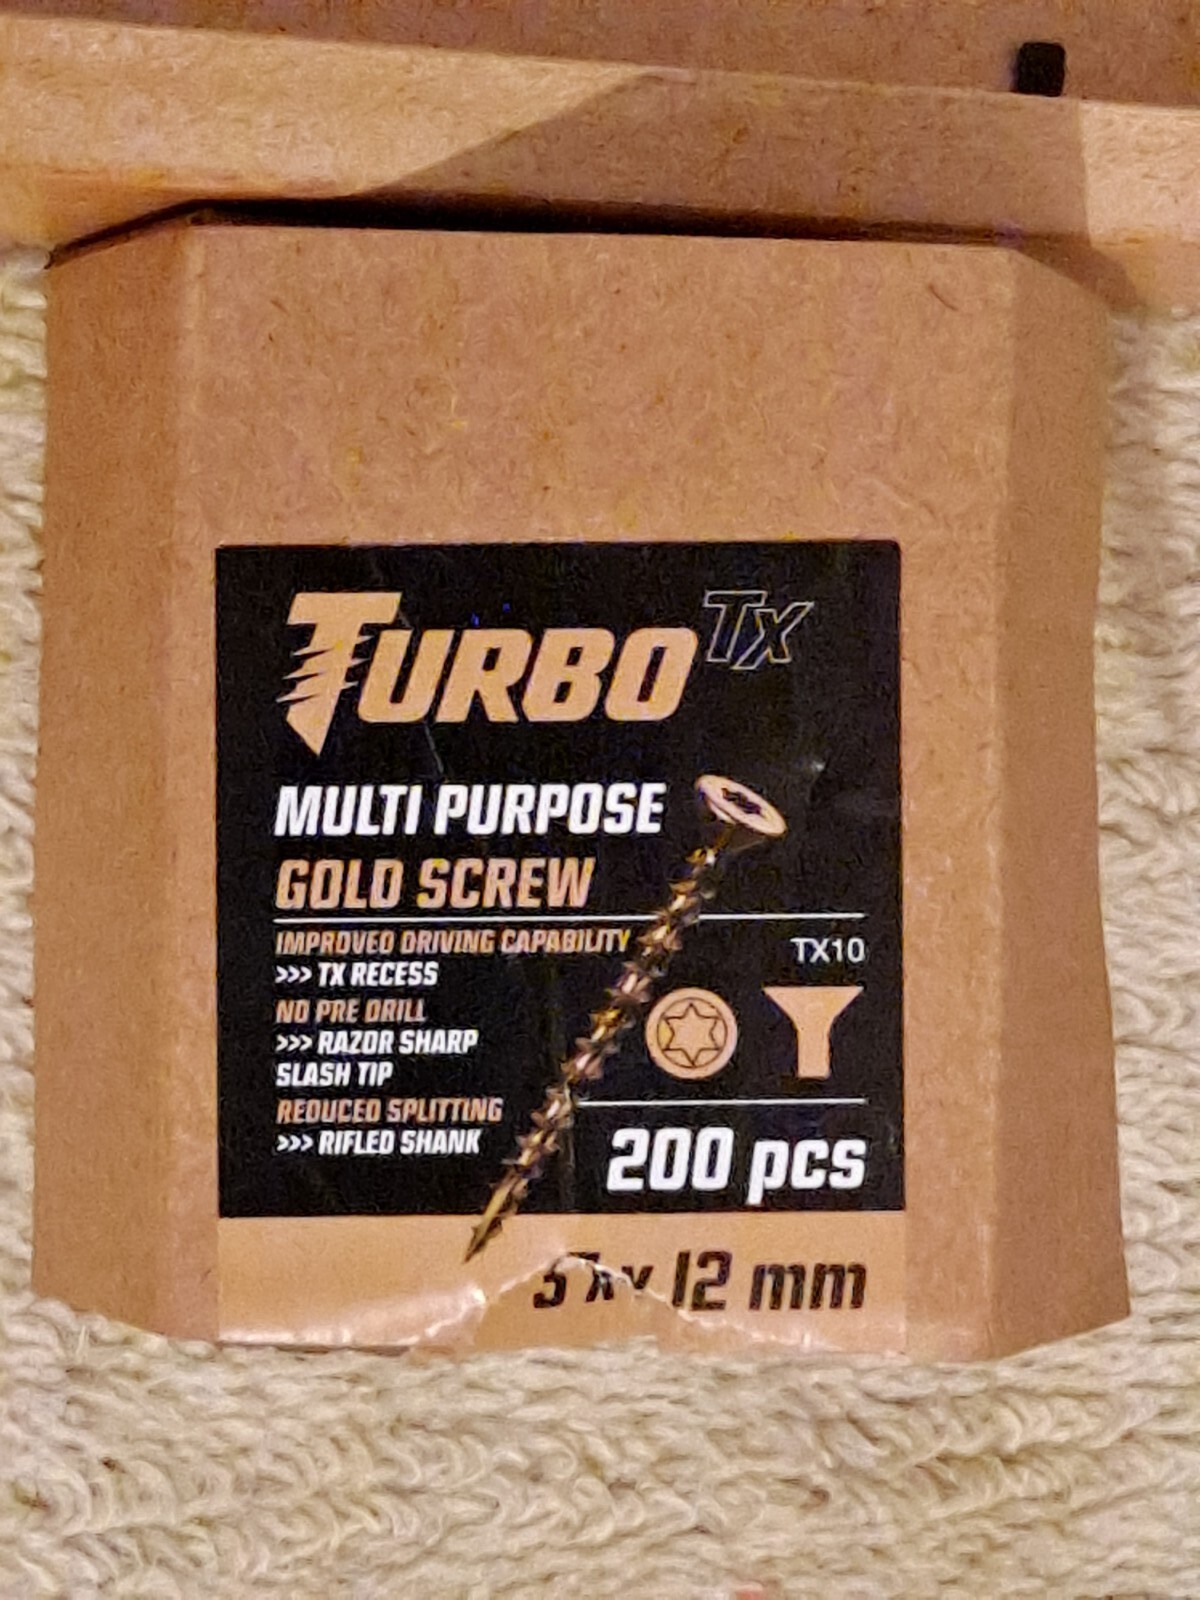 TURBO TX
MULTI PURPOSE
GOLD SCREW
IMPROVED DRIVING CAPABILITY
>>> TX RECESS
TX10
NO PRE DRILL
>>> RAZOR SHARP
SLASH TIP
REDUCED SPLITTING
>>> RIFLED SHANK
200 pcs
12 mm